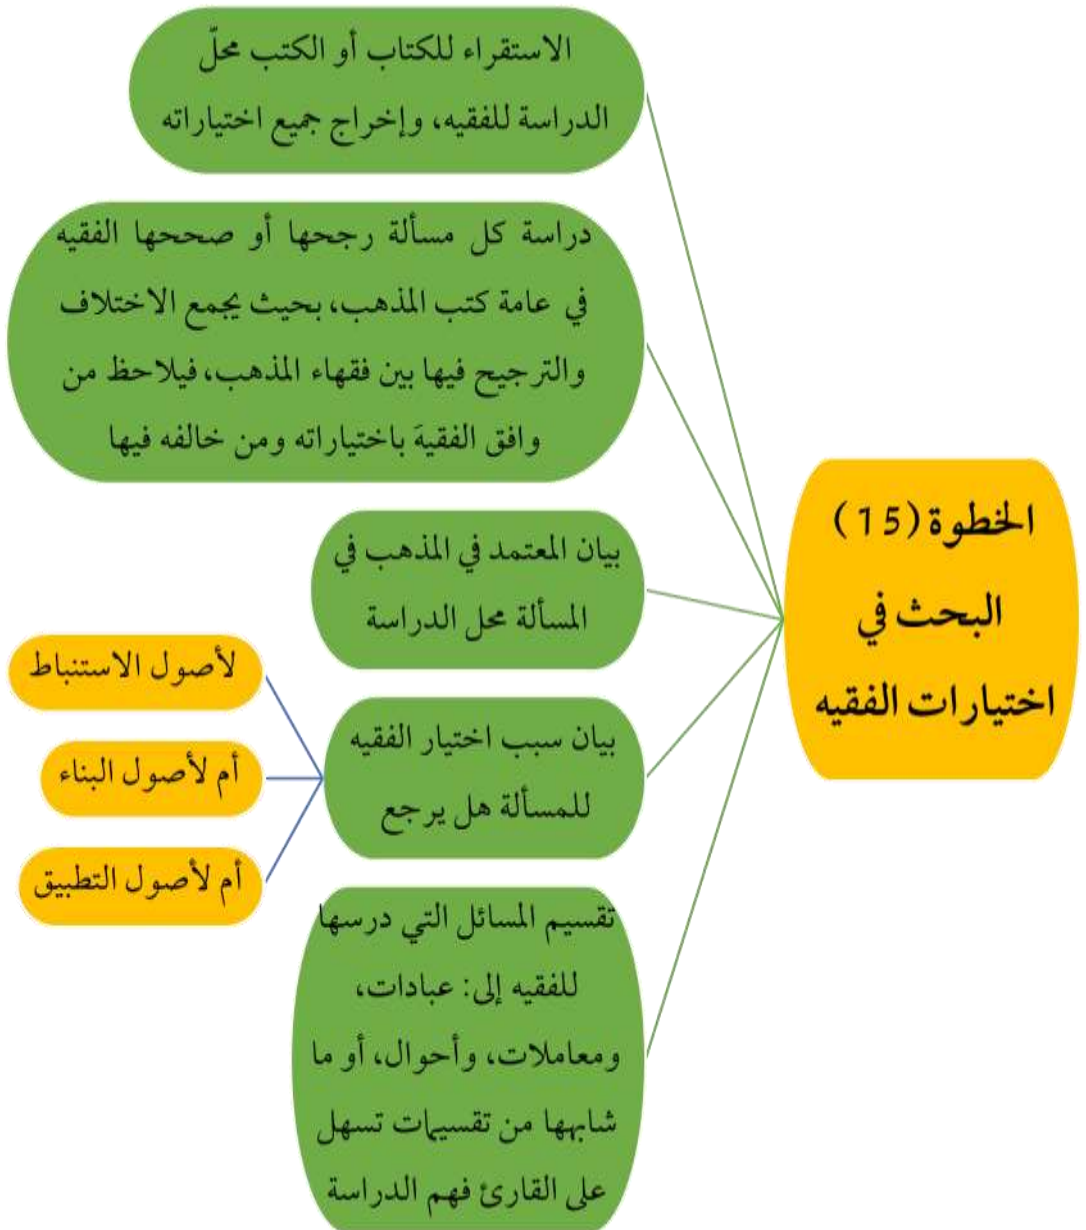 الخطوة (15)
البحث في
اختيارات الفقيه
الاستقراء للكتاب أو الكتب محلّ
الدراسة للفقيه، وإخراج جميع اختياراته
دراسة كل مسألة رجحها أو صححها الفقيه
في عامة كتب المذهب، بحيث يجمع الاختلاف
والترجيح فيها بين فقهاء المذهب، فيلاحظ من
وافق الفقيهَ باختياراته ومن خالفه فيها
بيان المعتمد في المذهب في
المسألة محل الدراسة
بيان سبب اختيار الفقيه
للمسألة هل يرجع
لأصول الاستنباط
أم لأصول البناء
أم لأصول التطبيق
تقسيم المسائل التي درسها
للفقيه إلى: عبادات،
ومعاملات، وأحوال، أو ما
شابهها من تقسيمات تسهل
على القارئ فهم الدراسة